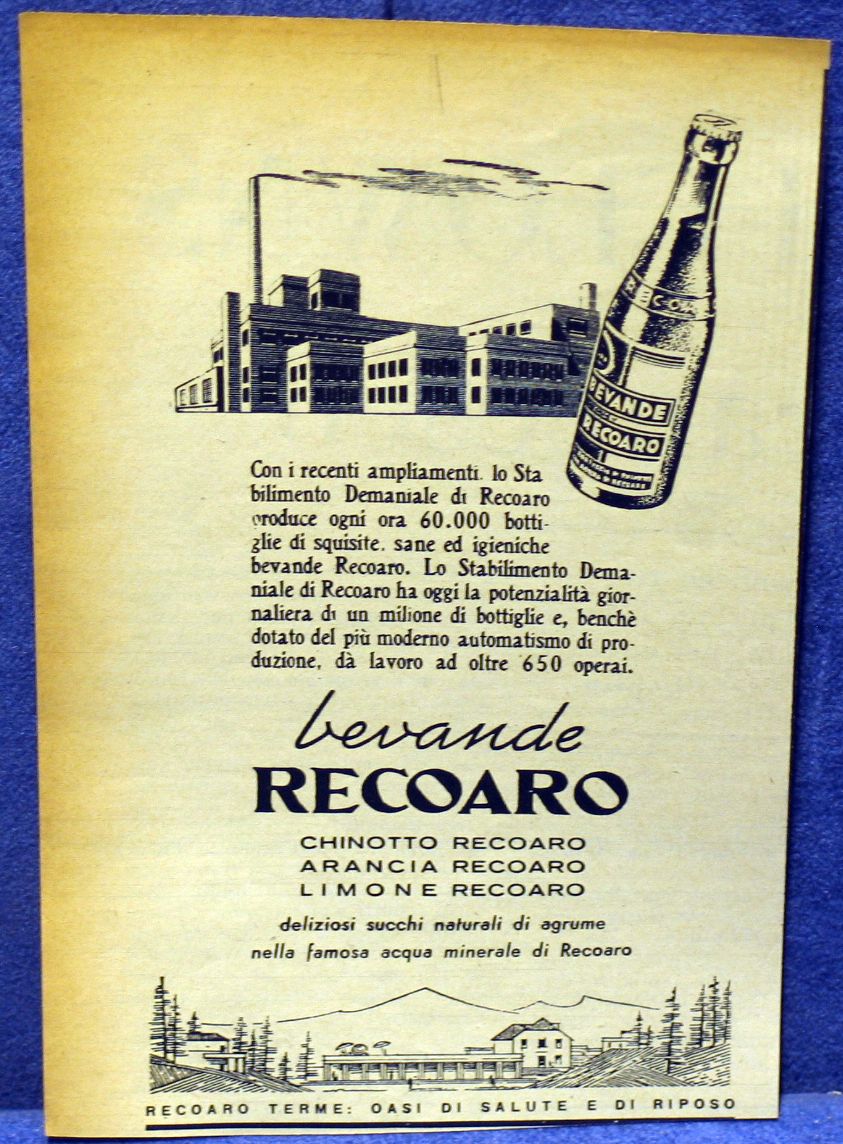 RECOA
BEVANDE
RECOARO
Con i recenti ampliamenti, lo Sta
bilimento Demaniale di Recoaro
produce ogni ora 60.000 botti-
glie di squisite, sane ed igieniche
bevande Recoaro. Lo Stabilimento Dema-
niale di Recoaro ha oggi la potenzialità gior-
naliera di un milione di bottiglie e, benchè
dotato del più moderno automatismo di pro-
duzione, dà lavoro ad oltre 650 operai.
bevande
RECOARO
CHINOTTO RECOARO
ARANCIA RECOARO
LIMONE RECOARO
deliziosi succhi naturali di agrume
nella famosa acqua minerale di Recoaro
RECOARO TERME: OASI DI SALUTE E DI RIPOSO